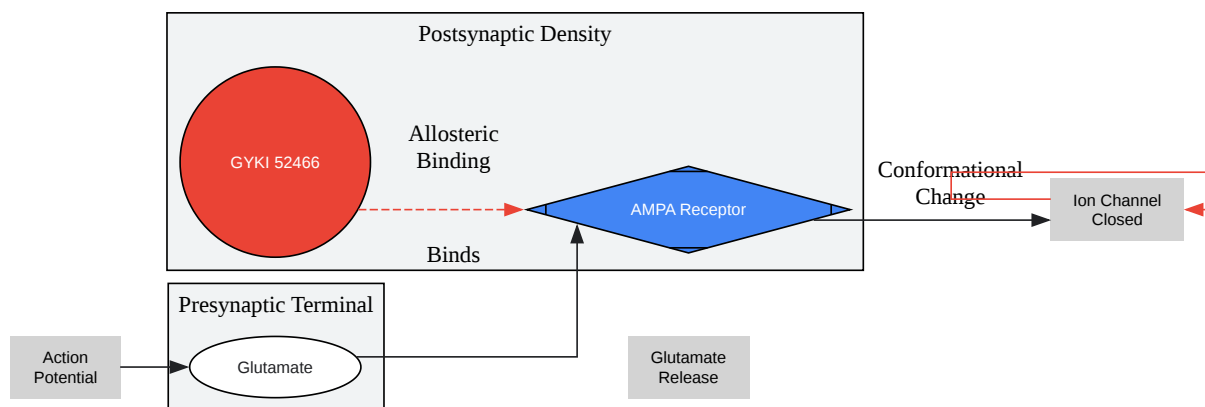 Postsynaptic Density
GYKI 52466
Allosteric
Binding
AMPA Receptor
Conformational
Change
Ion Channel
Closed
Binds
Presynaptic Terminal
Action
Potential
Glutamate
Glutamate
Release